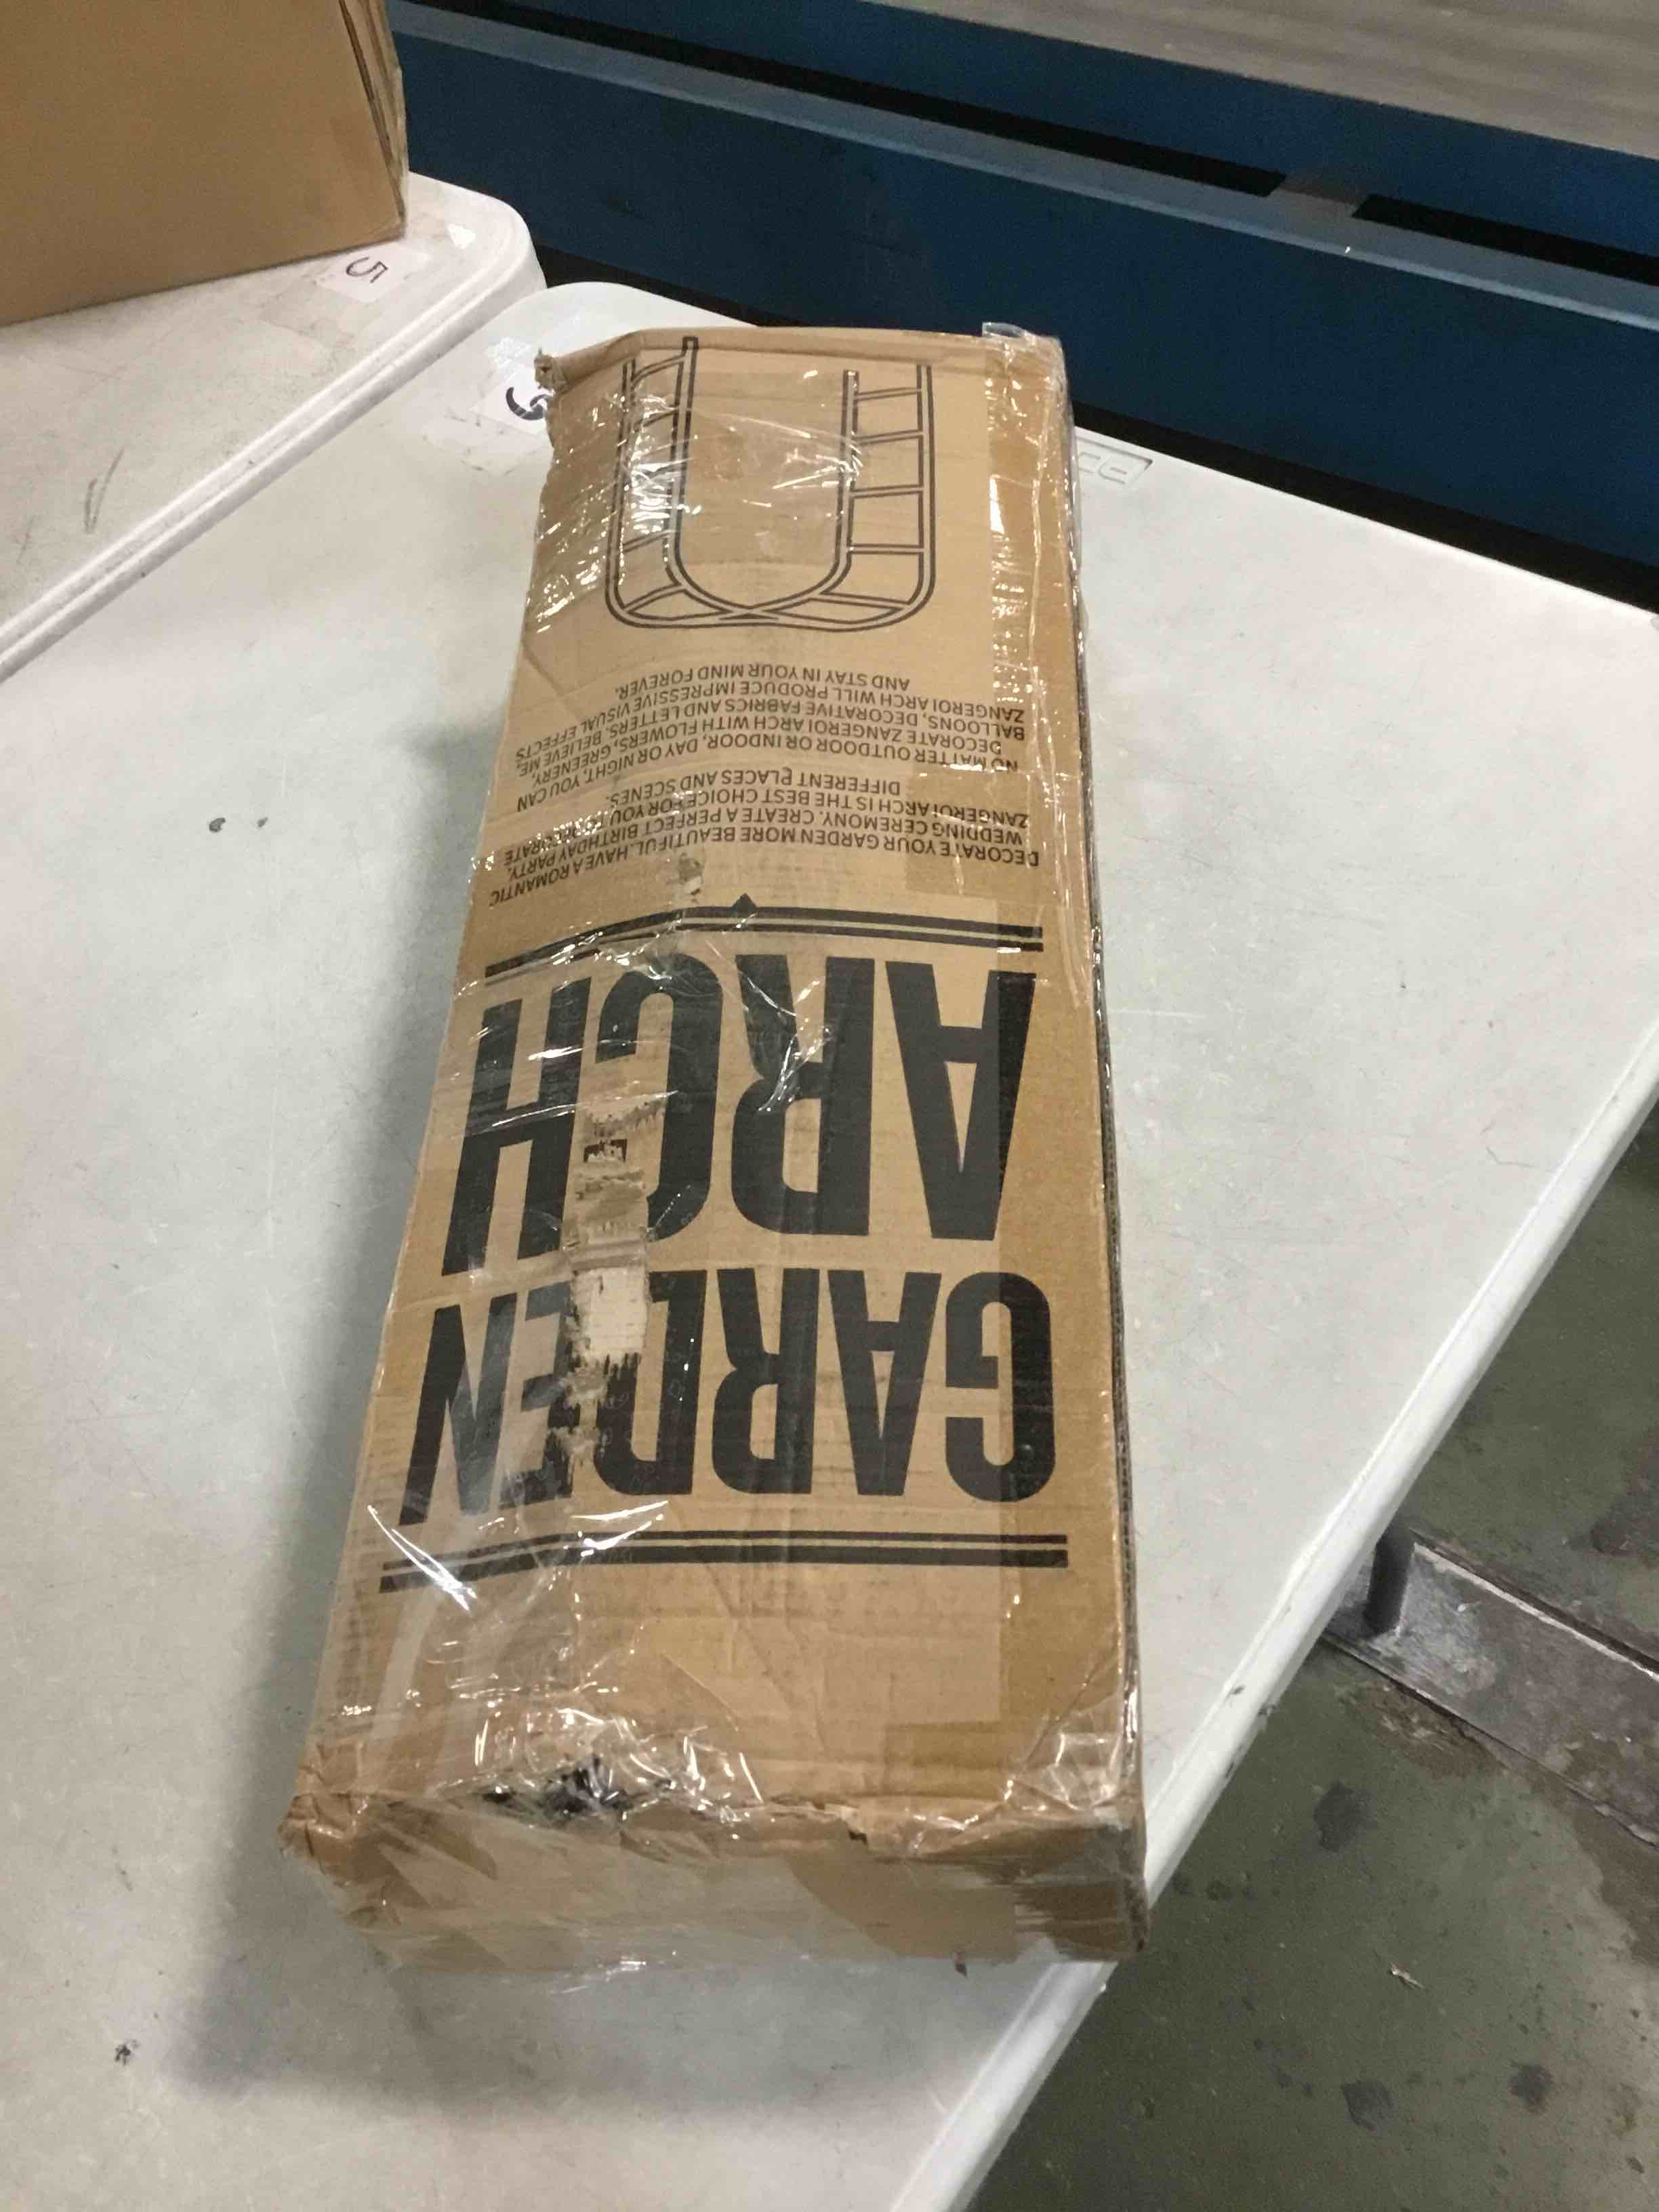 GARDEN
ARCH
DECORATE YOUR GARDEN MORE BEAUTIFUL. HAVE A ROMANTIC
WEDDING CEREMONY. CREATE A PERFECT BIRTHDAY PARTY.
ZANGEROI ARCH IS THE BEST CHOICE FOR YOU TO DECORATE
DIFFERENT PLACES AND SCENES.
NO MATTER OUTDOOR OR INDOOR, DAY OR NIGHT, YOU CAN
DECORATE ZANGEROI ARCH WITH FLOWERS, GREENERY,
BALLOONS, DECORATIVE FABRICS AND LETTERS. BELIEVE ME,
ZANGEROI ARCH WILL PRODUCE IMPRESSIVE VISUAL EFFECTS
AND STAY IN YOUR MIND FOREVER.
5
5